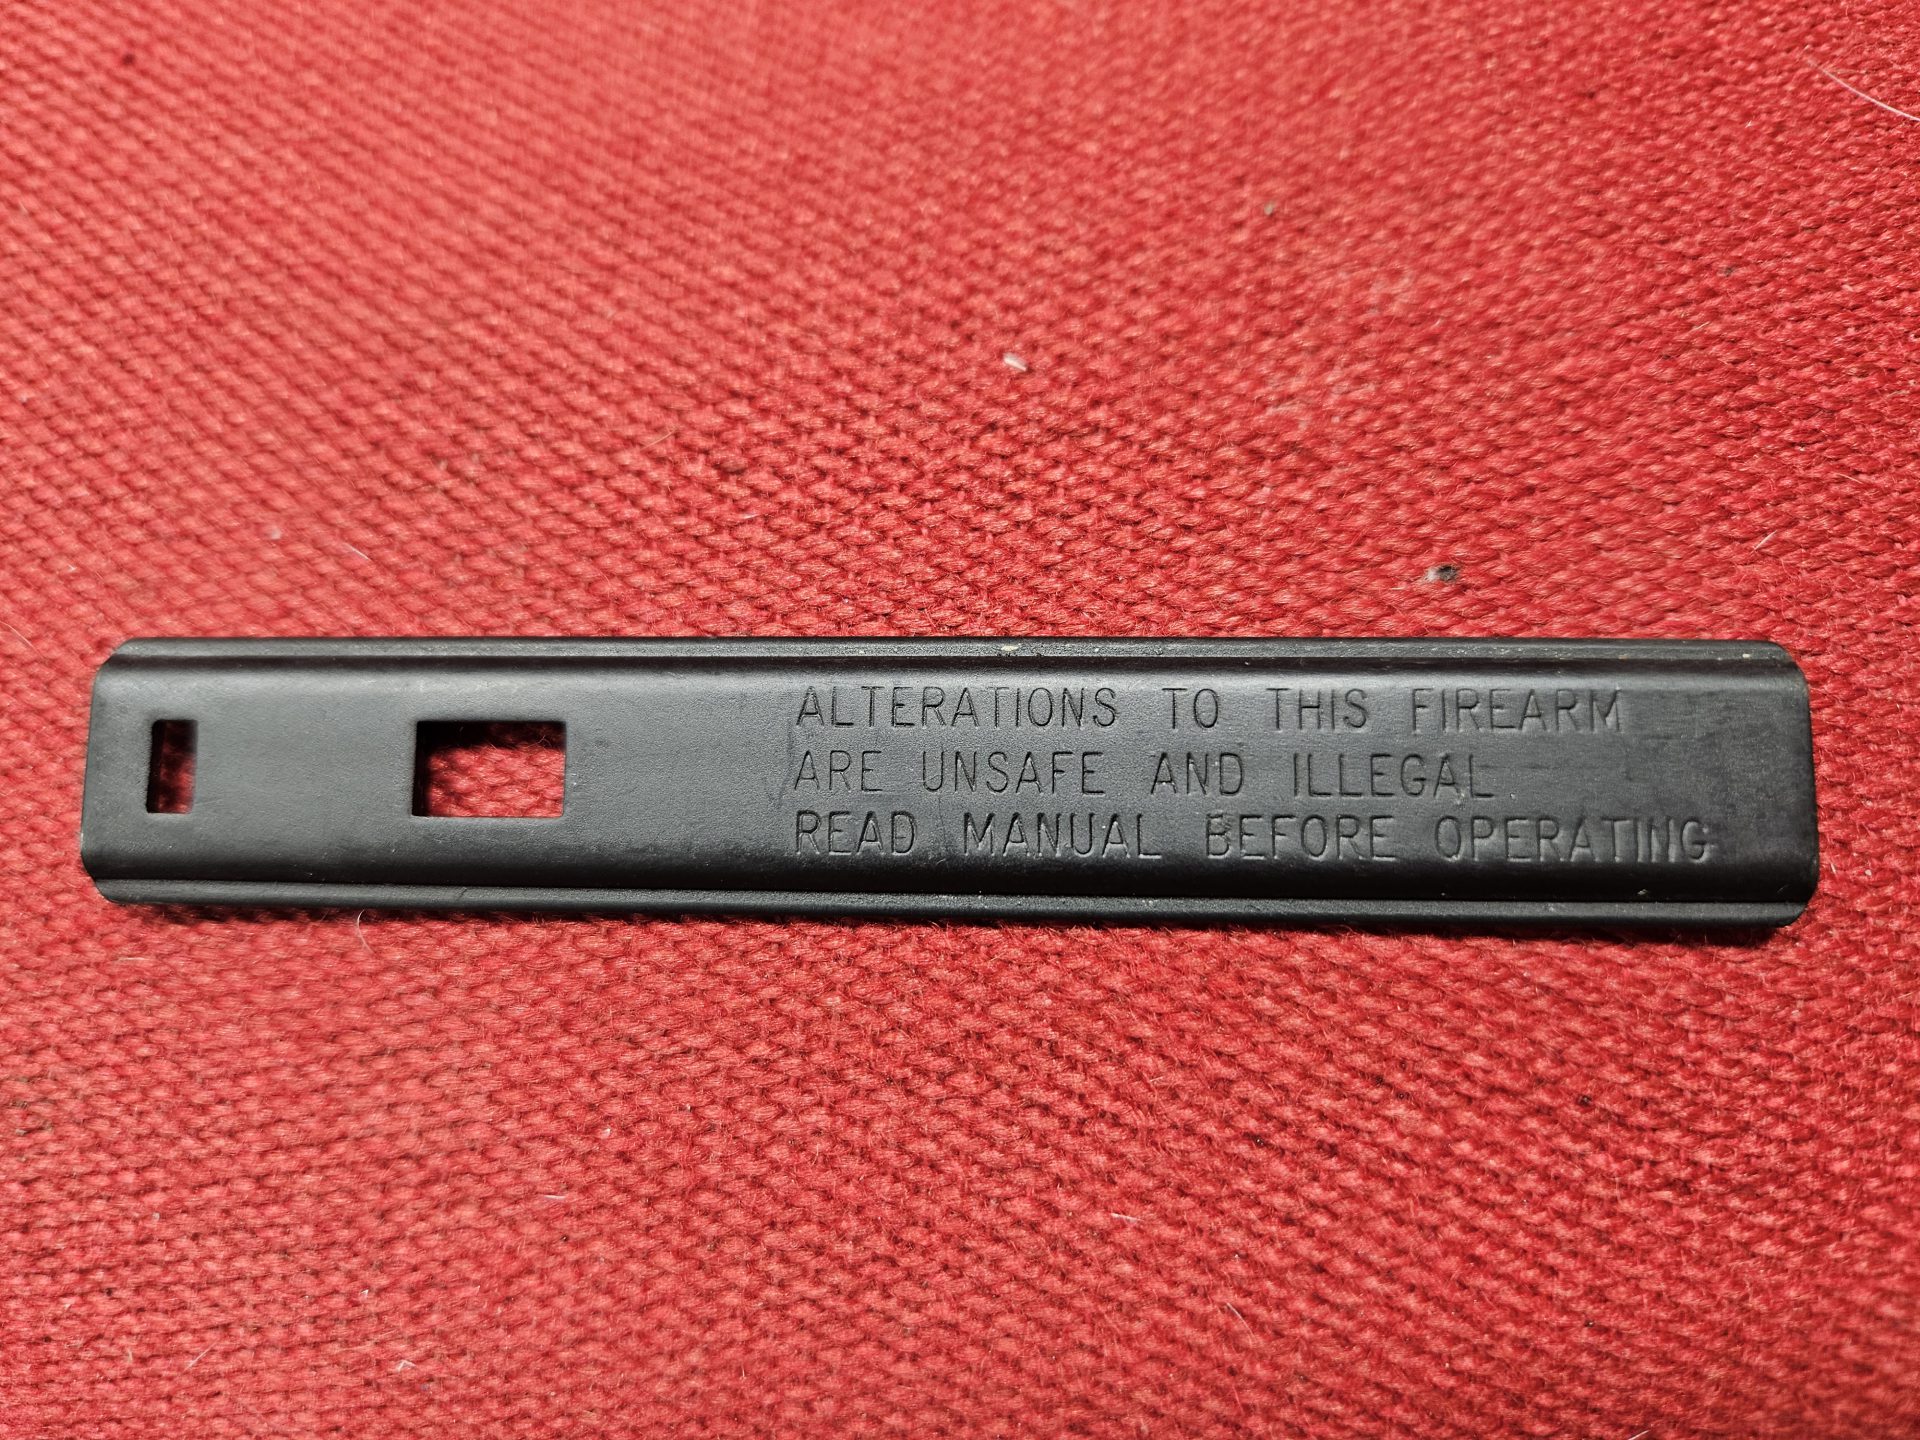 ALTERATIONS TO THIS FIREARM
ARE UNSAFE AND ILLEGAL
READ MANUAL BEFORE OPERATING